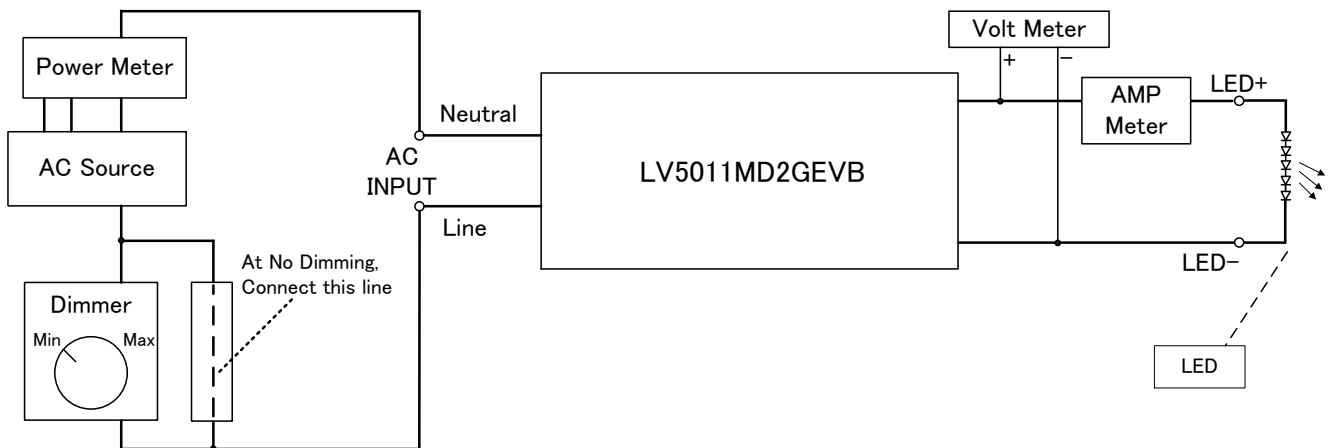 Power Meter
AC Source
Dimmer
Min
Max
At No Dimming,
Connect this line
Neutral
AC
INPUT
Line
LV5011MD2GEVB
Volt Meter
+
−
AMP
Meter
LED+
LED−
LED